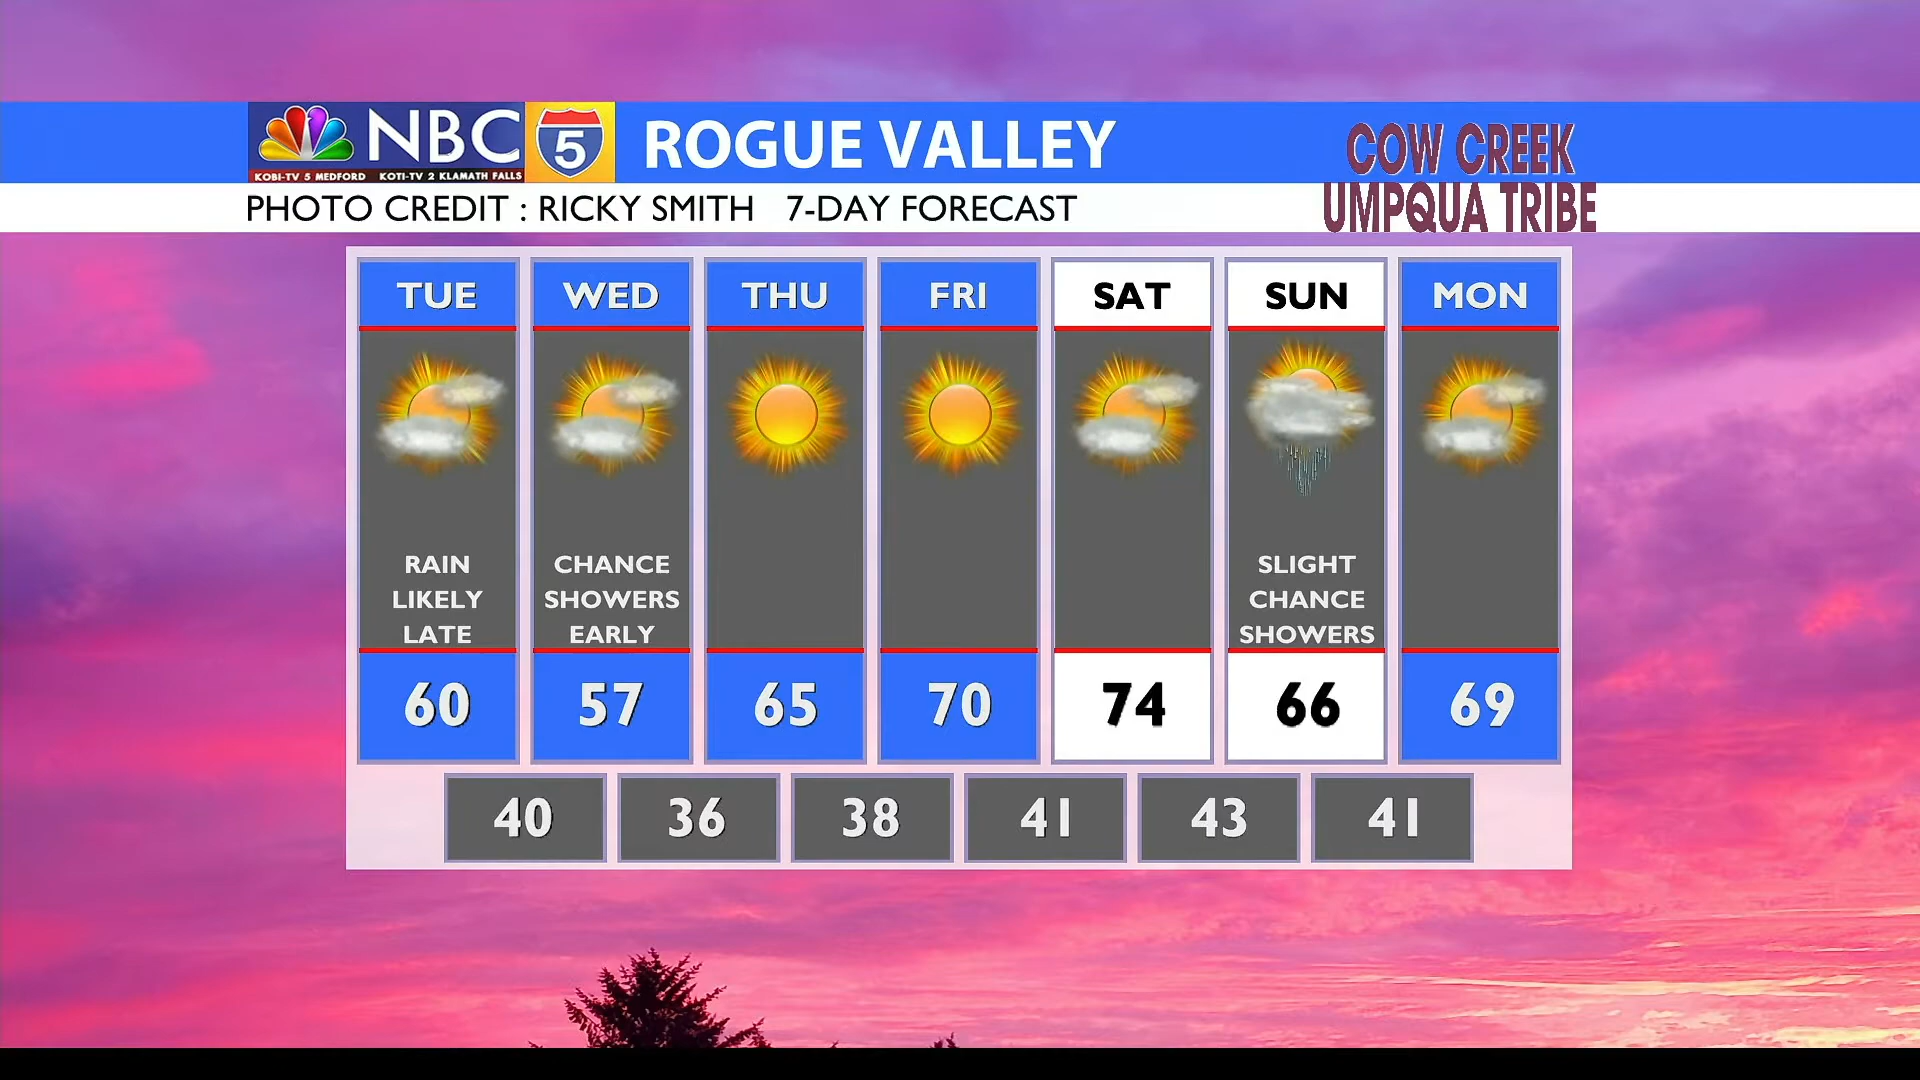 NBC 5 ROGUE VALLEY
KOBI-TV 5 MEDFORD KOTI-TV 2 KLAMATH FALLS
COW CREEK
UMPQUA TRIBE
PHOTO CREDIT : RICKY SMITH 7-DAY FORECAST
TUE WED THU FRI SAT SUN MON
RAIN CHANCE SLIGHT
LIKELY SHOWERS CHANCE
LATE EARLY SHOWERS
60 57 65 70 74 66 69
40 36 38 41 43 41